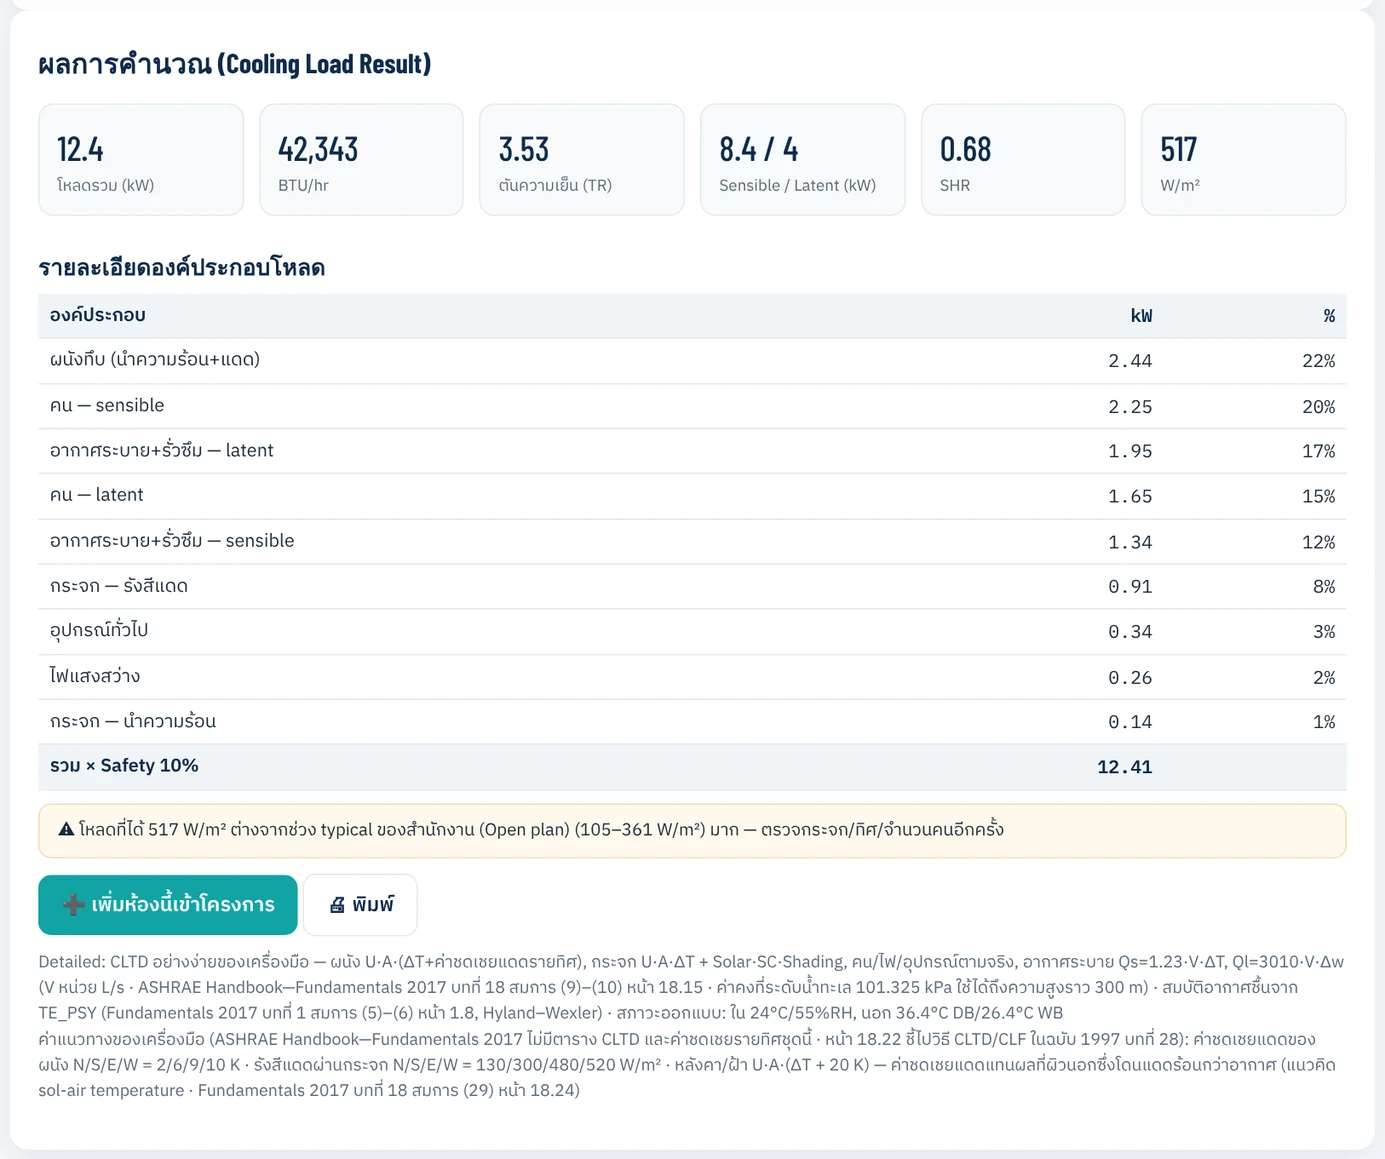 ผลการคำนวณ (Cooling Load Result)
12.4
โหลดรวม (kW)
42,343
BTU/hr
3.53
ตันความเย็น (TR)
8.4 / 4
Sensible / Latent (kW)
0.68
SHR
517
W/m²
รายละเอียดองค์ประกอบโหลด
องค์ประกอบ kW %
ผนังทึบ (นำความร้อน+แดด) 2.44 22%
คน — sensible 2.25 20%
อากาศระบาย+รั่วซึม — latent 1.95 17%
คน — latent 1.65 15%
อากาศระบาย+รั่วซึม — sensible 1.34 12%
กระจก — รังสีแดด 0.91 8%
อุปกรณ์ทั่วไป 0.34 3%
ไฟแสงสว่าง 0.26 2%
กระจก — นำความร้อน 0.14 1%
รวม × Safety 10% 12.41
⚠ โหลดที่ได้ 517 W/m² ต่างจากช่วง typical ของสำนักงาน (Open plan) (105–361 W/m²) มาก — ตรวจกระจก/ทิศ/จำนวนคนอีกครั้ง
➕ เพิ่มห้องนี้เข้าโครงการ
🖨 พิมพ์
Detailed: CLTD อย่างง่ายของเครื่องมือ — ผนัง U·A·(ΔT+ค่าชดเชยแดดรายทิศ), กระจก U·A·ΔT + Solar·SC·Shading, คน/ไฟ/อุปกรณ์ตามจริง, อากาศระบาย Qs=1.23·V·ΔT, Ql=3010·V·Δw
(V หน่วย L/s · ASHRAE Handbook—Fundamentals 2017 บทที่ 18 สมการ (9)–(10) หน้า 18.15 · ค่าคงที่ระดับน้ำทะเล 101.325 kPa ใช้ได้ถึงความสูงราว 300 m) · สมบัติอากาศชื้นจาก
TE_PSY (Fundamentals 2017 บทที่ 1 สมการ (5)–(6) หน้า 1.8, Hyland–Wexler) · สภาวะออกแบบ: ใน 24°C/55%RH, นอก 36.4°C DB/26.4°C WB
ค่าแนวทางของเครื่องมือ (ASHRAE Handbook—Fundamentals 2017 ไม่มีตาราง CLTD และค่าชดเชยรายทิศชุดนี้ · หน้า 18.22 ชี้ไปวิธี CLTD/CLF ในฉบับ 1997 บทที่ 28): ค่าชดเชยแดดของ
ผนัง N/S/E/W = 2/6/9/10 K · รังสีแดดผ่านกระจก N/S/E/W = 130/300/480/520 W/m² · หลังคา/ฝ้า U·A·(ΔT + 20 K) — ค่าชดเชยแดดแทนผลที่ผิวนอกซึ่งโดนแดดร้อนกว่าอากาศ (แนวคิด
sol-air temperature · Fundamentals 2017 บทที่ 18 สมการ (29) หน้า 18.24)